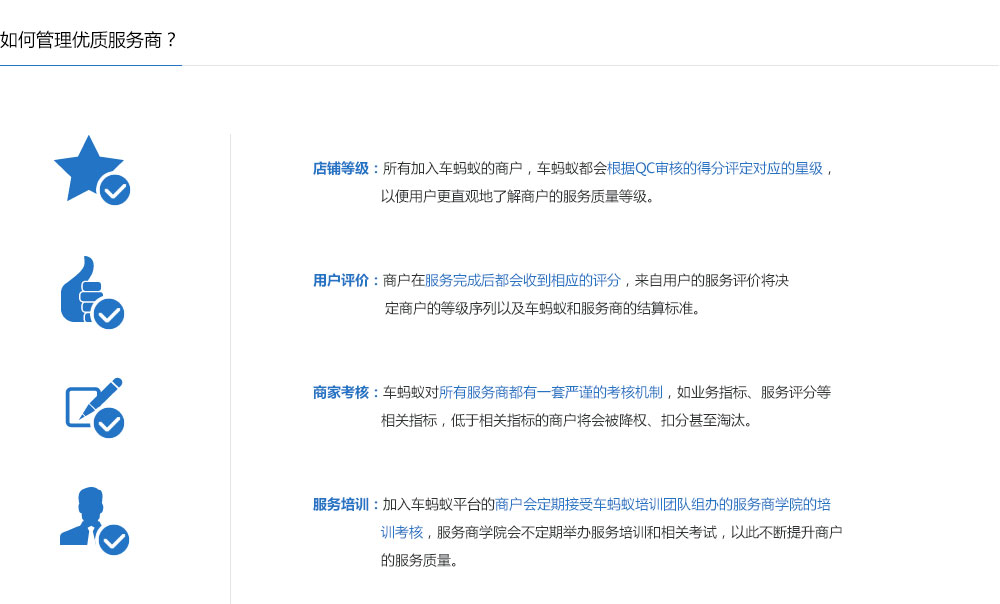 如何管理优质服务商？
店铺等级：所有加入车蚂蚁的商户，车蚂蚁都会根据QC审核的得分评定对应的星级，
以便用户更直观地了解商户的服务质量等级。
用户评价：商户在服务完成后都会收到相应的评分，来自用户的服务评价将决
定商户的等级序列以及车蚂蚁和服务商的结算标准。
商家考核：车蚂蚁对所有服务商都有一套严谨的考核机制，如业务指标、服务评分等
相关指标，低于相关指标的商户将会被降权、扣分甚至淘汰。
服务培训：加入车蚂蚁平台的商户会定期接受车蚂蚁培训团队组办的服务商学院的培
训考核，服务商学院会不定期举办服务培训和相关考试，以此不断提升商户
的服务质量。